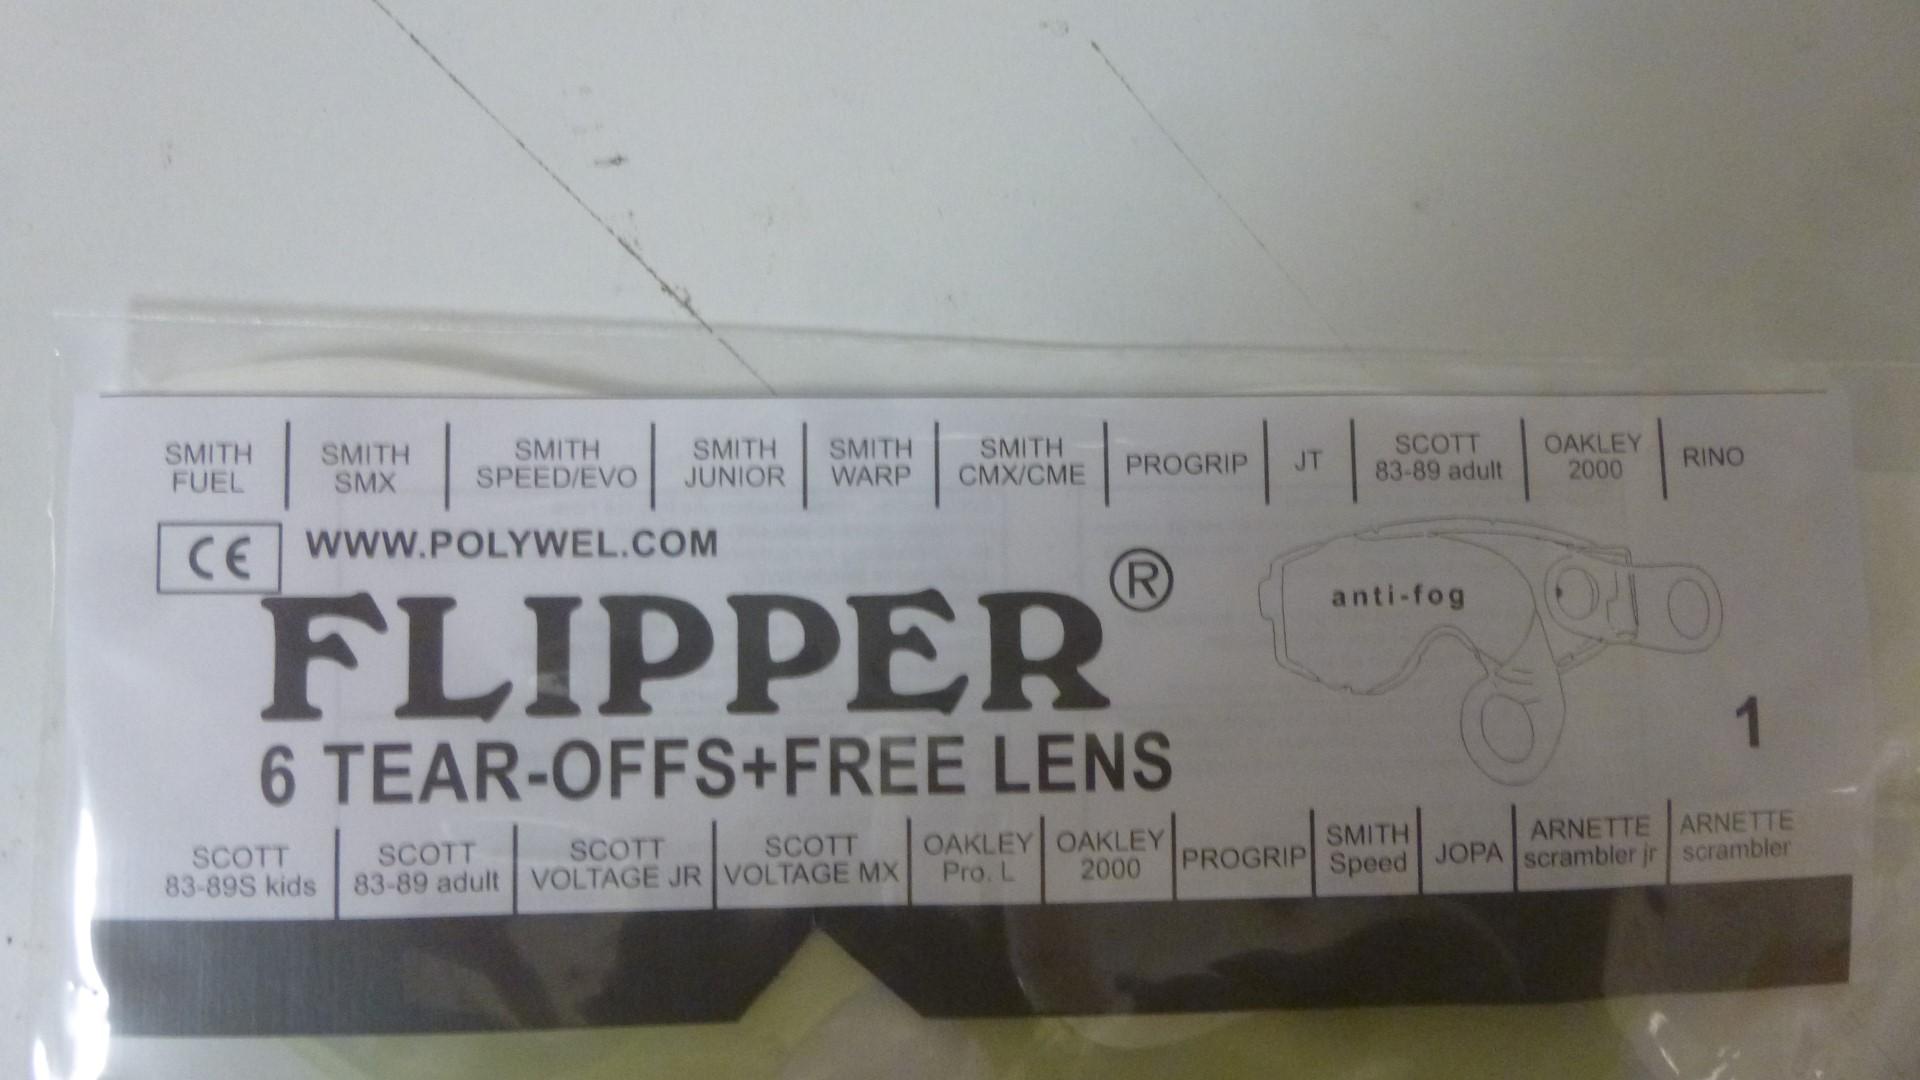 SMITH FUEL
SMITH SMX
SMITH SPEED/EVO
SMITH JUNIOR
SMITH WARP
SMITH CMX/CME
PROGRIP
JT
SCOTT 83-89 adult
OAKLEY 2000
RINO
CE
WWW.POLYWEL.COM
FLIPPER®
anti-fog
6 TEAR-OFFS+FREE LENS
1
SCOTT 83-89S kids
SCOTT 83-89 adult
SCOTT VOLTAGE JR
SCOTT VOLTAGE MX
OAKLEY Pro. L
OAKLEY 2000
PROGRIP
SMITH Speed
JOPA
ARNETTE scrambler jr
ARNETTE scrambler